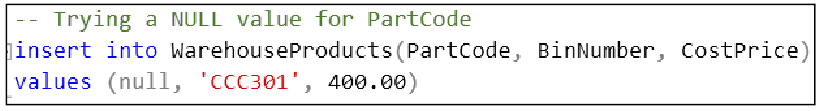 -- Trying a NULL value for PartCode
insert into WarehouseProducts(PartCode, BinNumber, CostPrice)
values (null, 'CCC301', 400.00)